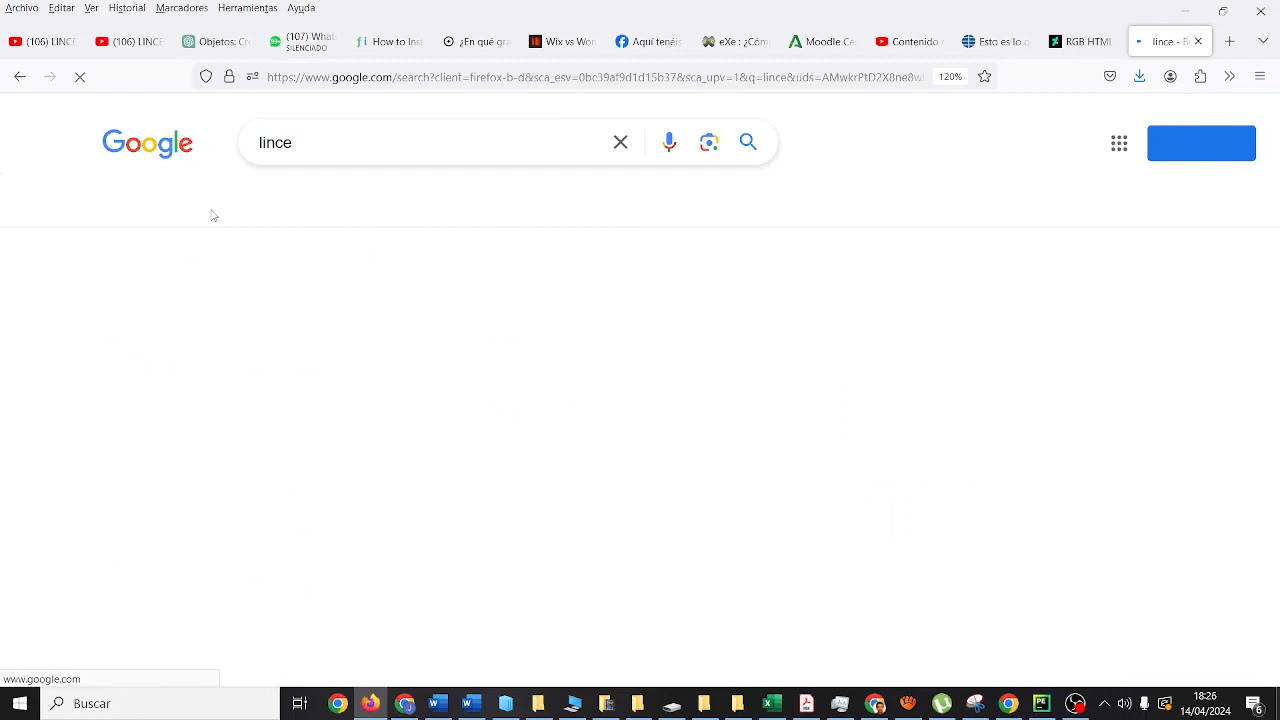 Archivo Editar Ver Historial Marcadores Herramientas Ayuda
(106) LINCE (106) LINCE Objetos: Cr (107) What SILENCIADO How to Inst ¿En qué gra Wix vs Wor Aquí tenéis eXe : ¿Cóm Moodle Cer Contenido Esto es lo q RGB HTML lince - B
https://www.google.com/search?client=firefox-b-d&sca_esv=0bc39af9d1d15b37&sca_upv=1&q=lince&uds=AMwkrPtD2X8ne8w 120%
Google lince
www.google.com
Buscar
18:26
14/04/2024
6